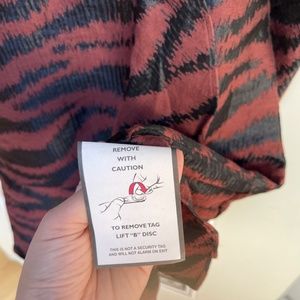 REMOVE
WITH
CAUTION
TO REMOVE TAG
LIFT "B" DISC
THIS IS NOT A SECURITY TAG
AND WILL NOT ALARM ON EXIT